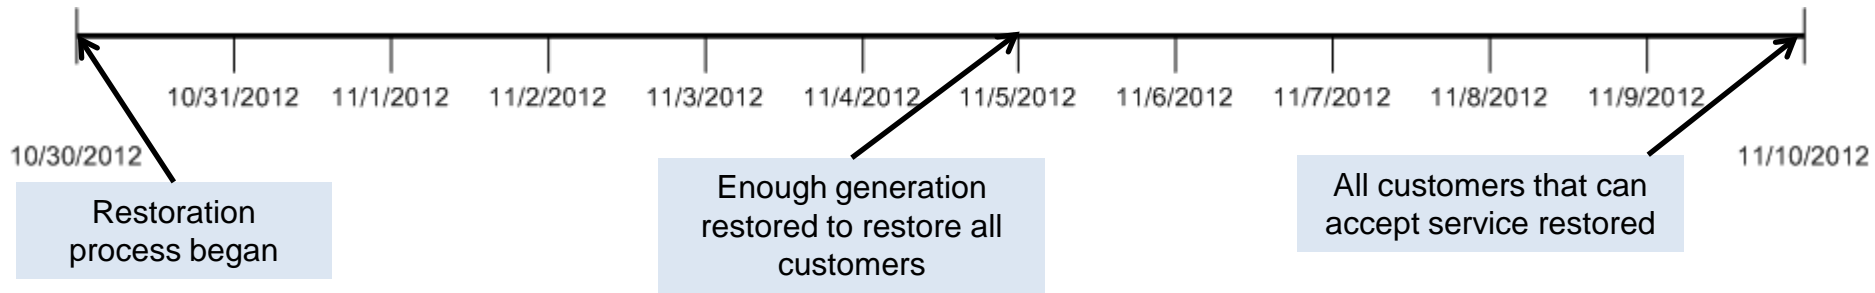 10/31/2012 11/1/2012 11/2/2012 11/3/2012 11/4/2012 11/5/2012 11/6/2012 11/7/2012 11/8/2012 11/9/2012
10/30/2012
11/10/2012
Restoration
process began
Enough generation
restored to restore all
customers
All customers that can
accept service restored